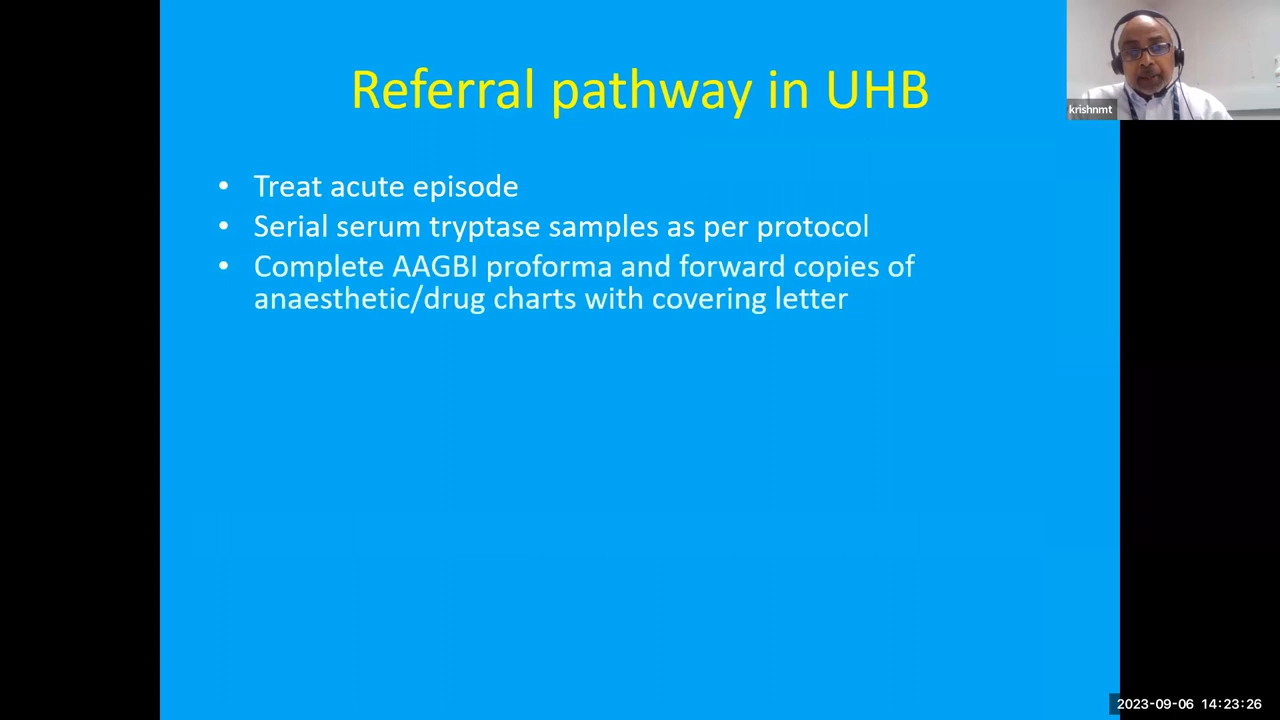 Referral pathway in UHB
krishnmt
• Treat acute episode
• Serial serum tryptase samples as per protocol
• Complete AAGBI proforma and forward copies of
anaesthetic/drug charts with covering letter
2023-09-06 14:23:26